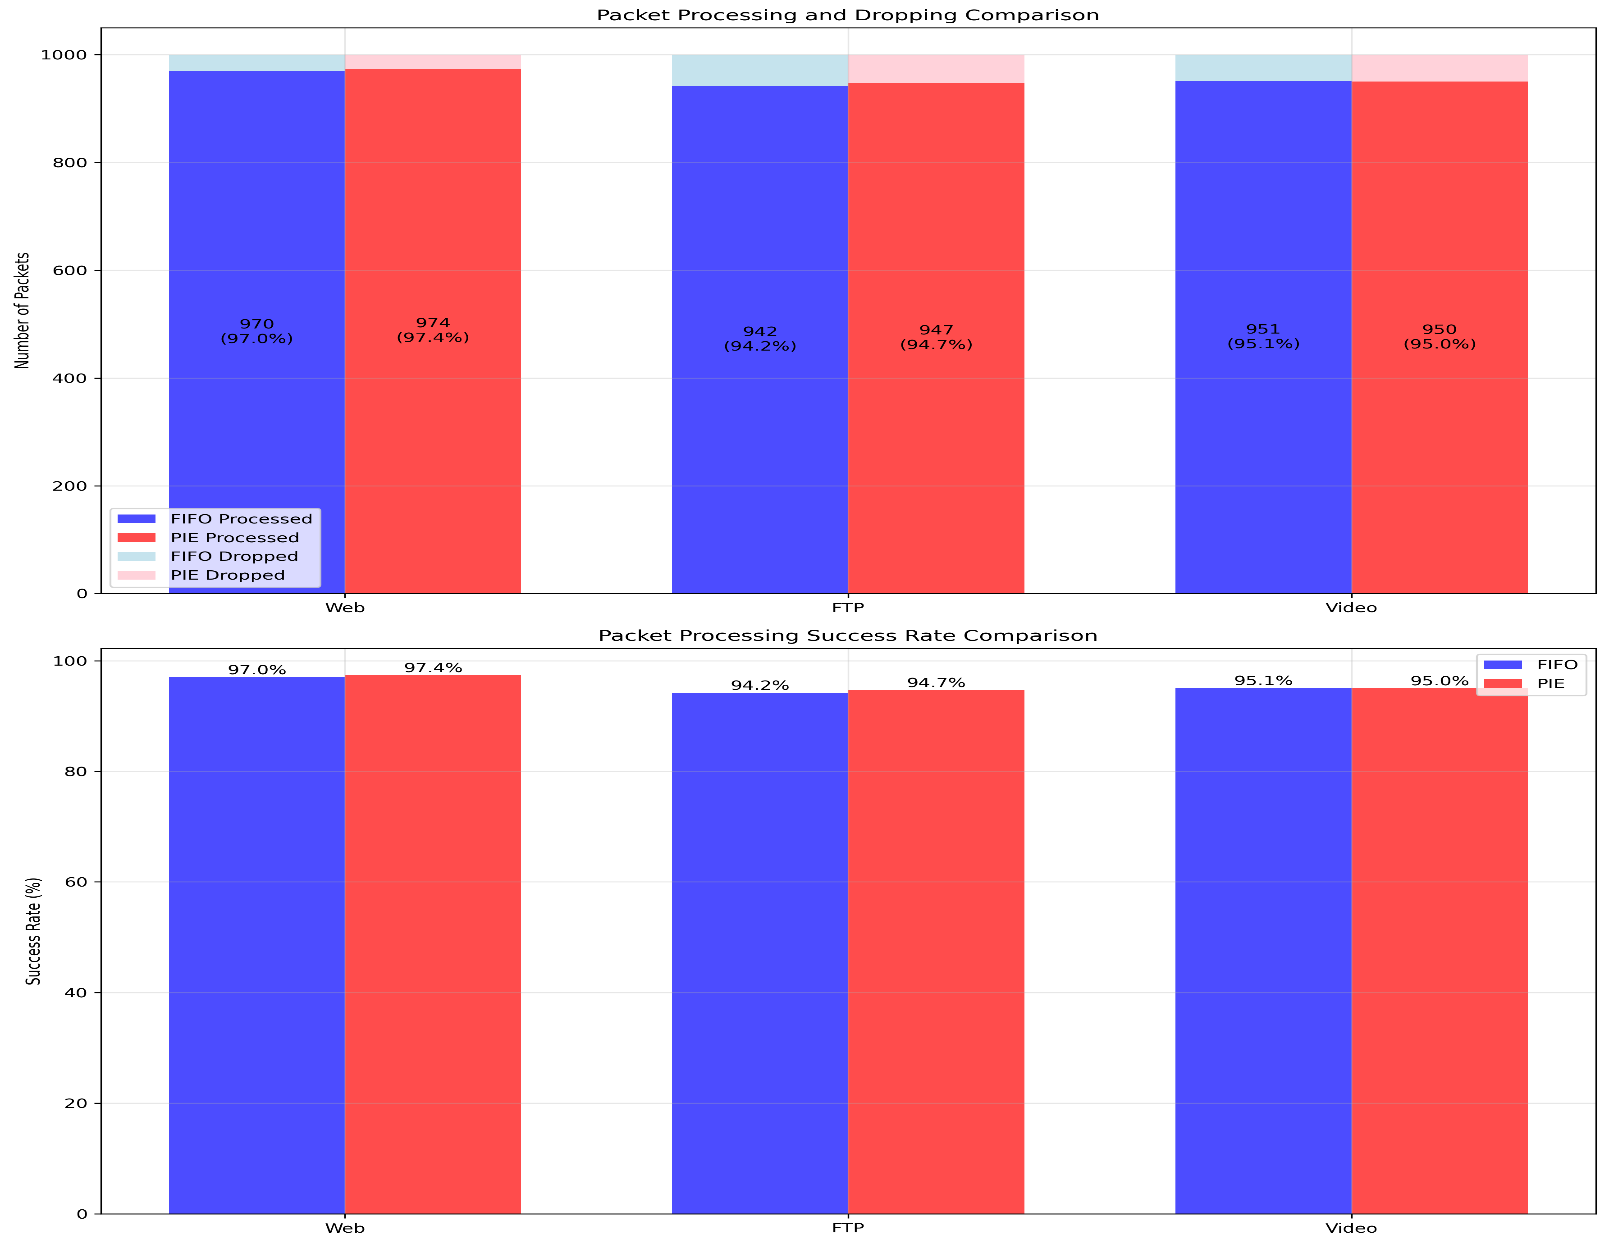 Packet Processing and Dropping Comparison
1000
800
600
400
200
0
Number of Packets
970
(97.0%)
974
(97.4%)
942
(94.2%)
947
(94.7%)
951
(95.1%)
950
(95.0%)
FIFO Processed
PIE Processed
FIFO Dropped
PIE Dropped
Web
FTP
Video
Packet Processing Success Rate Comparison
100
80
60
40
20
0
Success Rate (%)
97.0%
97.4%
94.2%
94.7%
95.1%
95.0%
FIFO
PIE
Web
FTP
Video